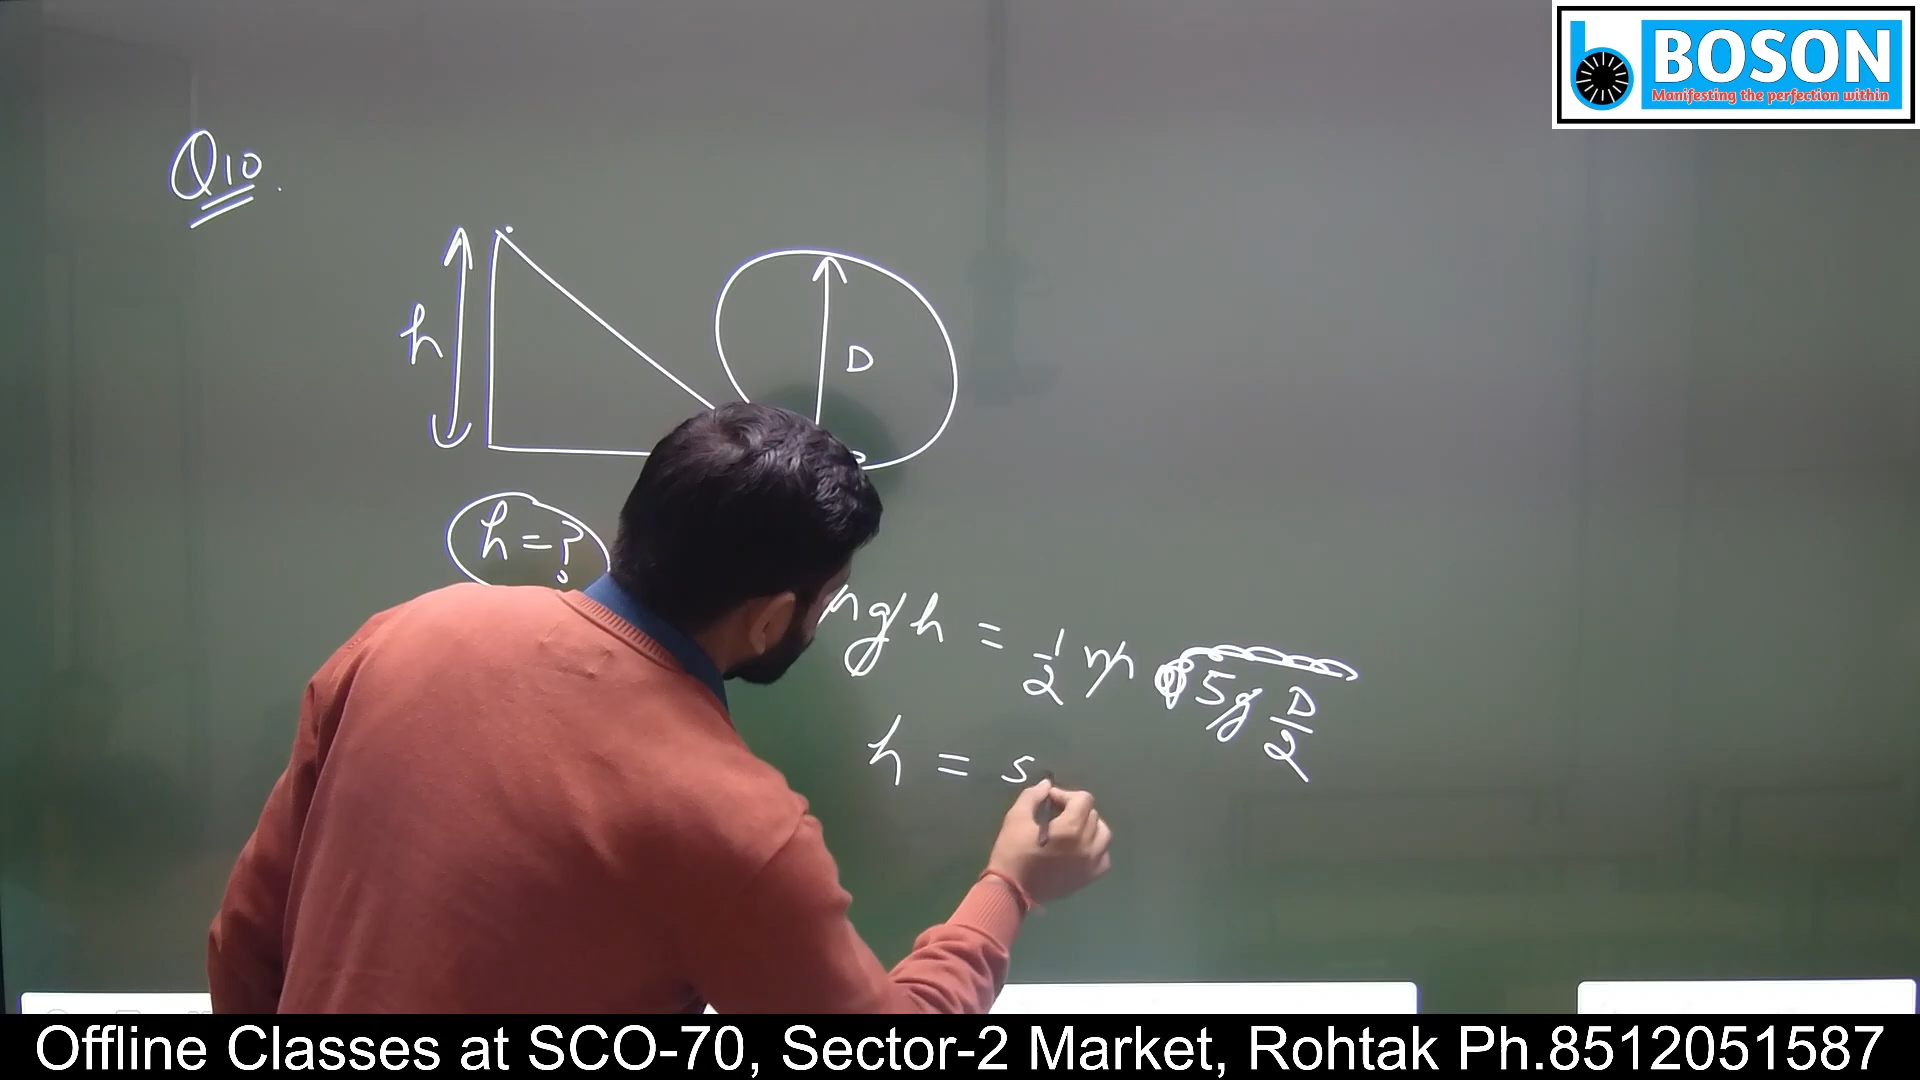 BOSON
Manifesting the perfection within
Q10.
h
D
h=?
mgh = 1/2 m 5g D/2
h = 5
Offline Classes at SCO-70, Sector-2 Market, Rohtak Ph.8512051587